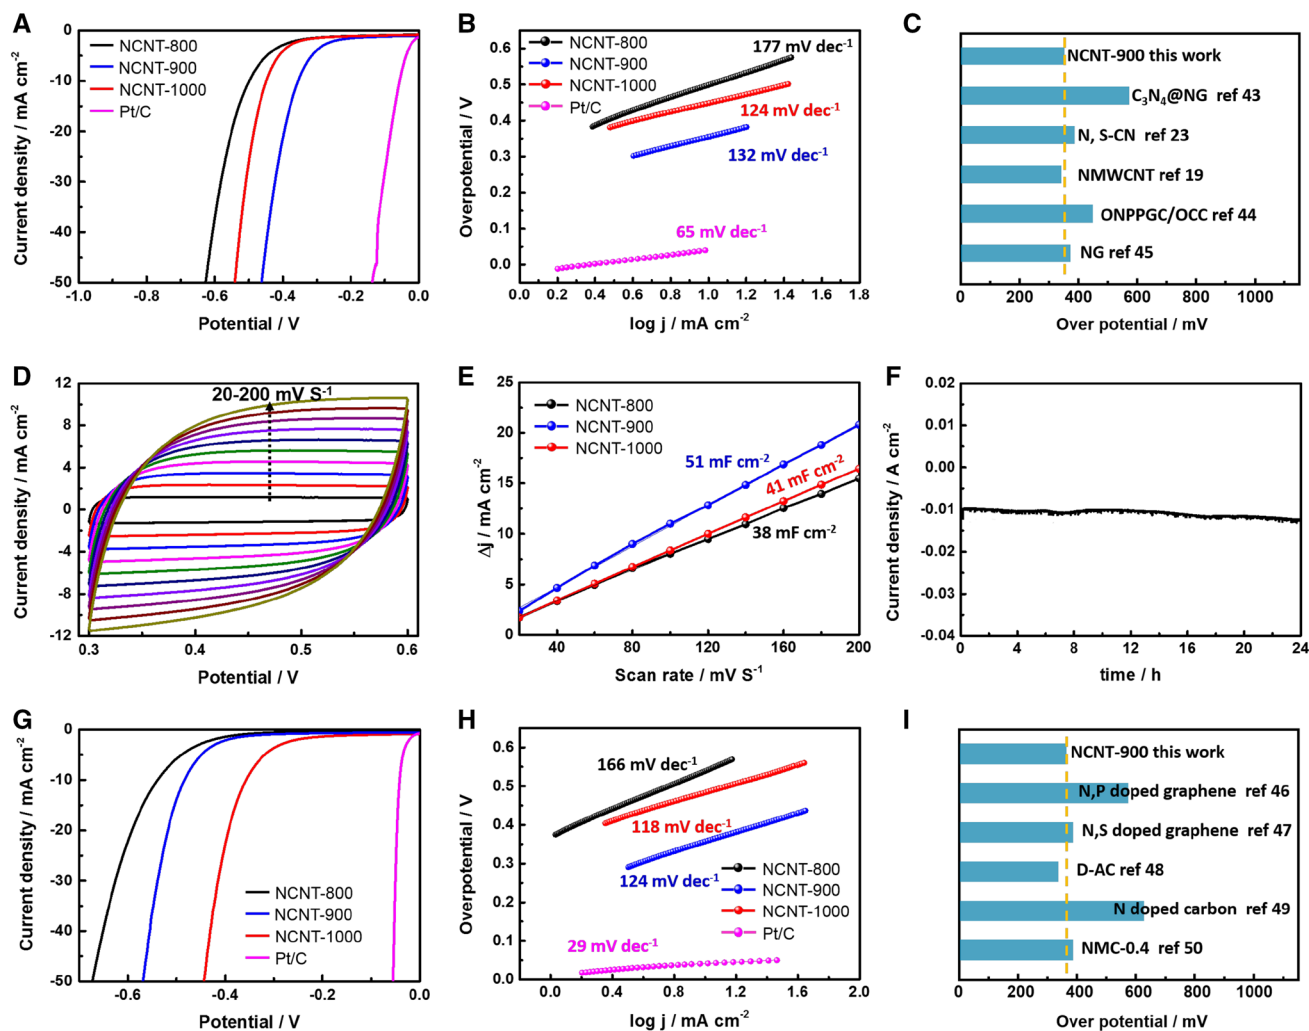 A
Current density / mA cm⁻²
0
-10
-20
-30
-40
-50
NCNT-800
NCNT-900
NCNT-1000
Pt/C
-1.0 -0.8 -0.6 -0.4 -0.2 0.0
Potential / V
B
Overpotential / V
0.6
0.5
0.4
0.3
0.2
0.1
0.0
NCNT-800
NCNT-900
NCNT-1000
Pt/C
177 mV dec⁻¹
124 mV dec⁻¹
132 mV dec⁻¹
65 mV dec⁻¹
0.0 0.2 0.4 0.6 0.8 1.0 1.2 1.4 1.6 1.8
log j / mA cm⁻²
C
NCNT-900 this work
C₃N₄@NG ref 43
N, S-CN ref 23
NMWCNT ref 19
ONPPGC/OCC ref 44
NG ref 45
0 200 400 600 800 1000
Over potential / mV
D
Current density / mA cm⁻²
12
8
4
0
-4
-8
-12
20-200 mV S⁻¹
0.3 0.4 0.5 0.6
Potential / V
E
Δj / mA cm⁻²
25
20
15
10
5
0
NCNT-800
NCNT-900
NCNT-1000
51 mF cm⁻²
41 mF cm⁻²
38 mF cm⁻²
40 80 120 160 200
Scan rate / mV S⁻¹
F
Current density / A cm⁻²
0.02
0.01
0.00
-0.01
-0.02
-0.03
-0.04
0 4 8 12 16 20 24
time / h
G
Current density / mA cm⁻²
0
-10
-20
-30
-40
-50
NCNT-800
NCNT-900
NCNT-1000
Pt/C
-0.6 -0.4 -0.2 0.0
Potential / V
H
Overpotential / V
0.6
0.5
0.4
0.3
0.2
0.1
0.0
166 mV dec⁻¹
118 mV dec⁻¹
124 mV dec⁻¹
29 mV dec⁻¹
NCNT-800
NCNT-900
NCNT-1000
Pt/C
0.0 0.4 0.8 1.2 1.6 2.0
log j / mA cm⁻²
I
NCNT-900 this work
N,P doped graphene ref 46
N,S doped graphene ref 47
D-AC ref 48
N doped carbon ref 49
NMC-0.4 ref 50
0 200 400 600 800 1000
Over potential / mV